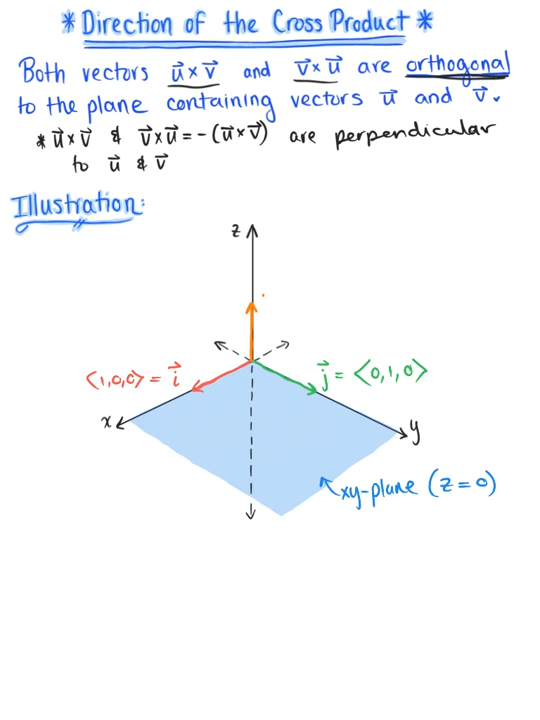 * Direction of the Cross Product *
Both vectors u⃗ × v⃗ and v⃗ × u⃗ are orthogonal
to the plane containing vectors u⃗ and v⃗.
* u⃗ × v⃗ & v⃗ × u⃗ = -(u⃗ × v⃗) are perpendicular
to u⃗ & v⃗
Illustration:
z
⟨1,0,0⟩ = i⃗
j⃗ = ⟨0,1,0⟩
x
y
xy-plane (z=0)